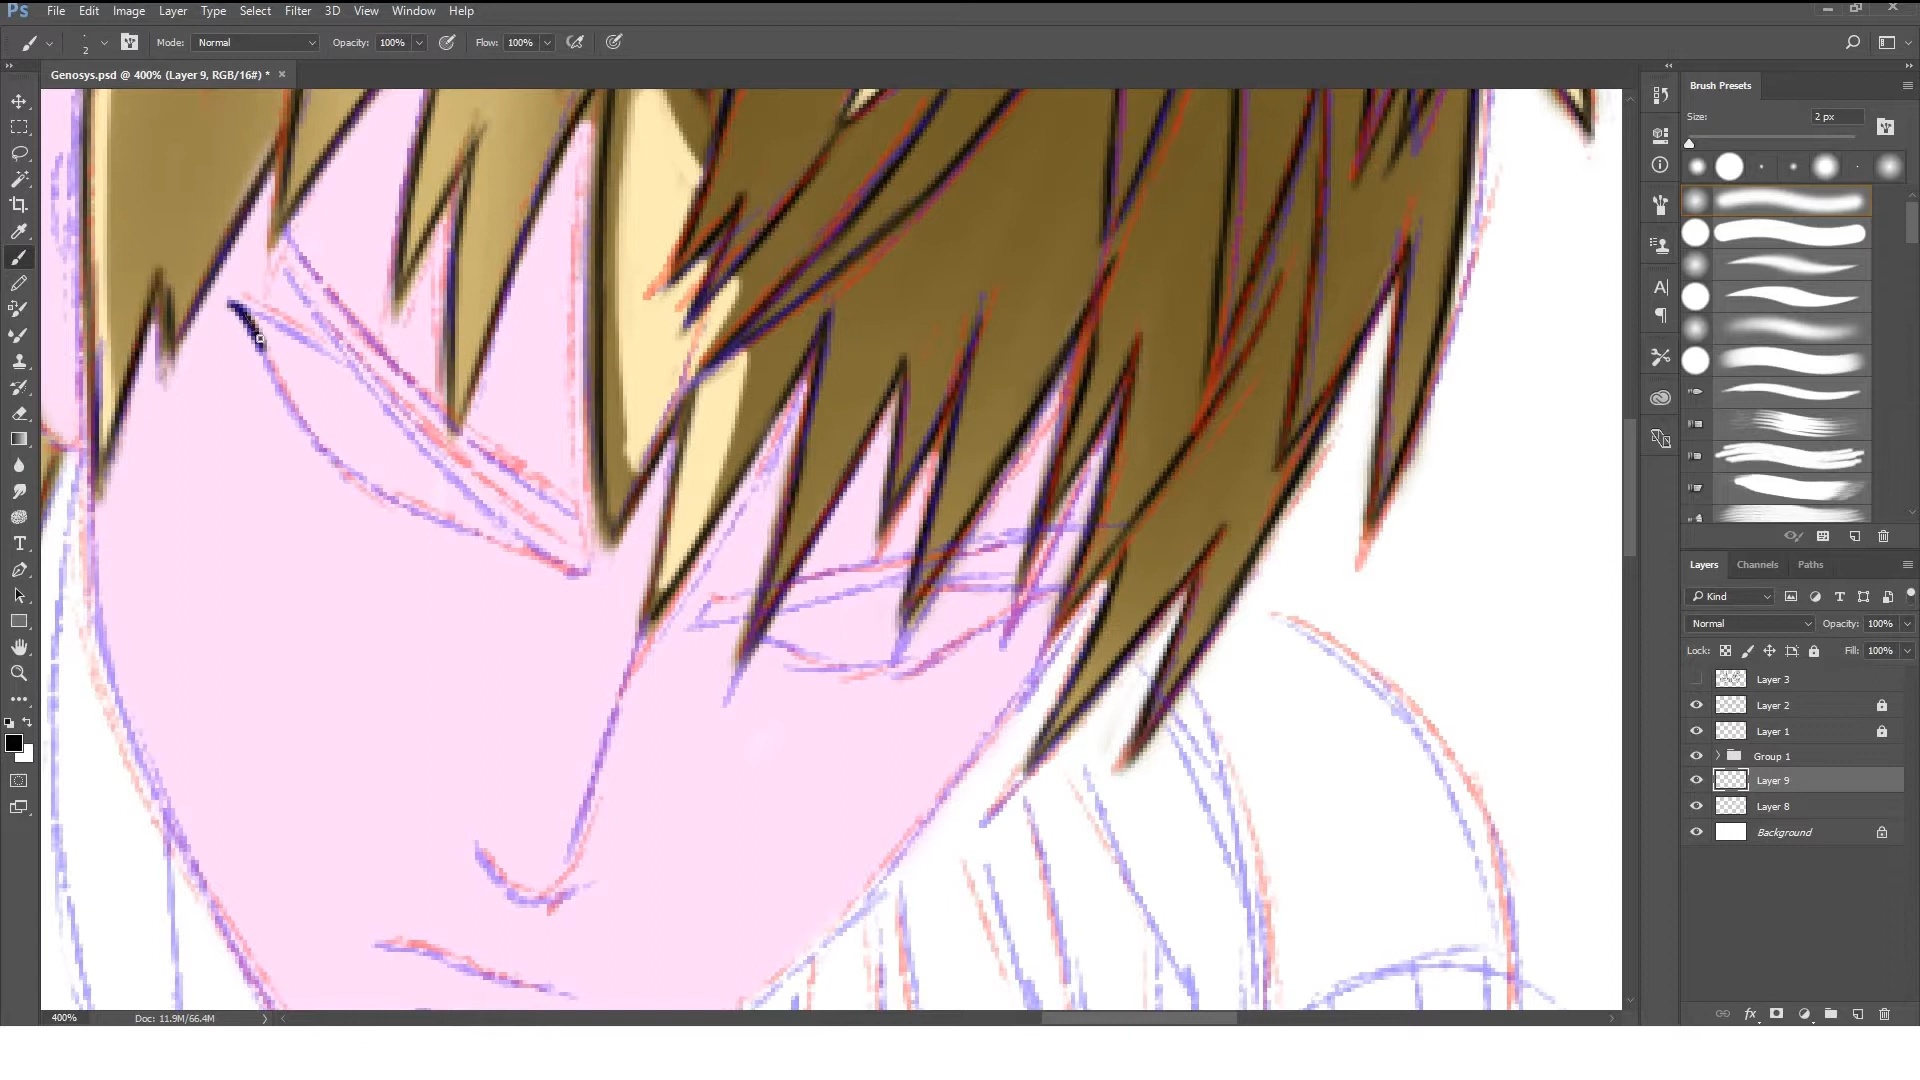 Ps File Edit Image Layer Type Select Filter 3D View Window Help
2 Mode: Normal Opacity: 100% Flow: 100%
Genosys.psd @ 400% (Layer 9, RGB/16#) * ×
Brush Presets
Size: 2 px
Layers Channels Paths
Kind
Normal Opacity: 100%
Lock: Fill: 100%
Layer 3
Layer 2
Layer 1
Group 1
Layer 9
Layer 8
Background
400% Doc: 11.9M/66.4M